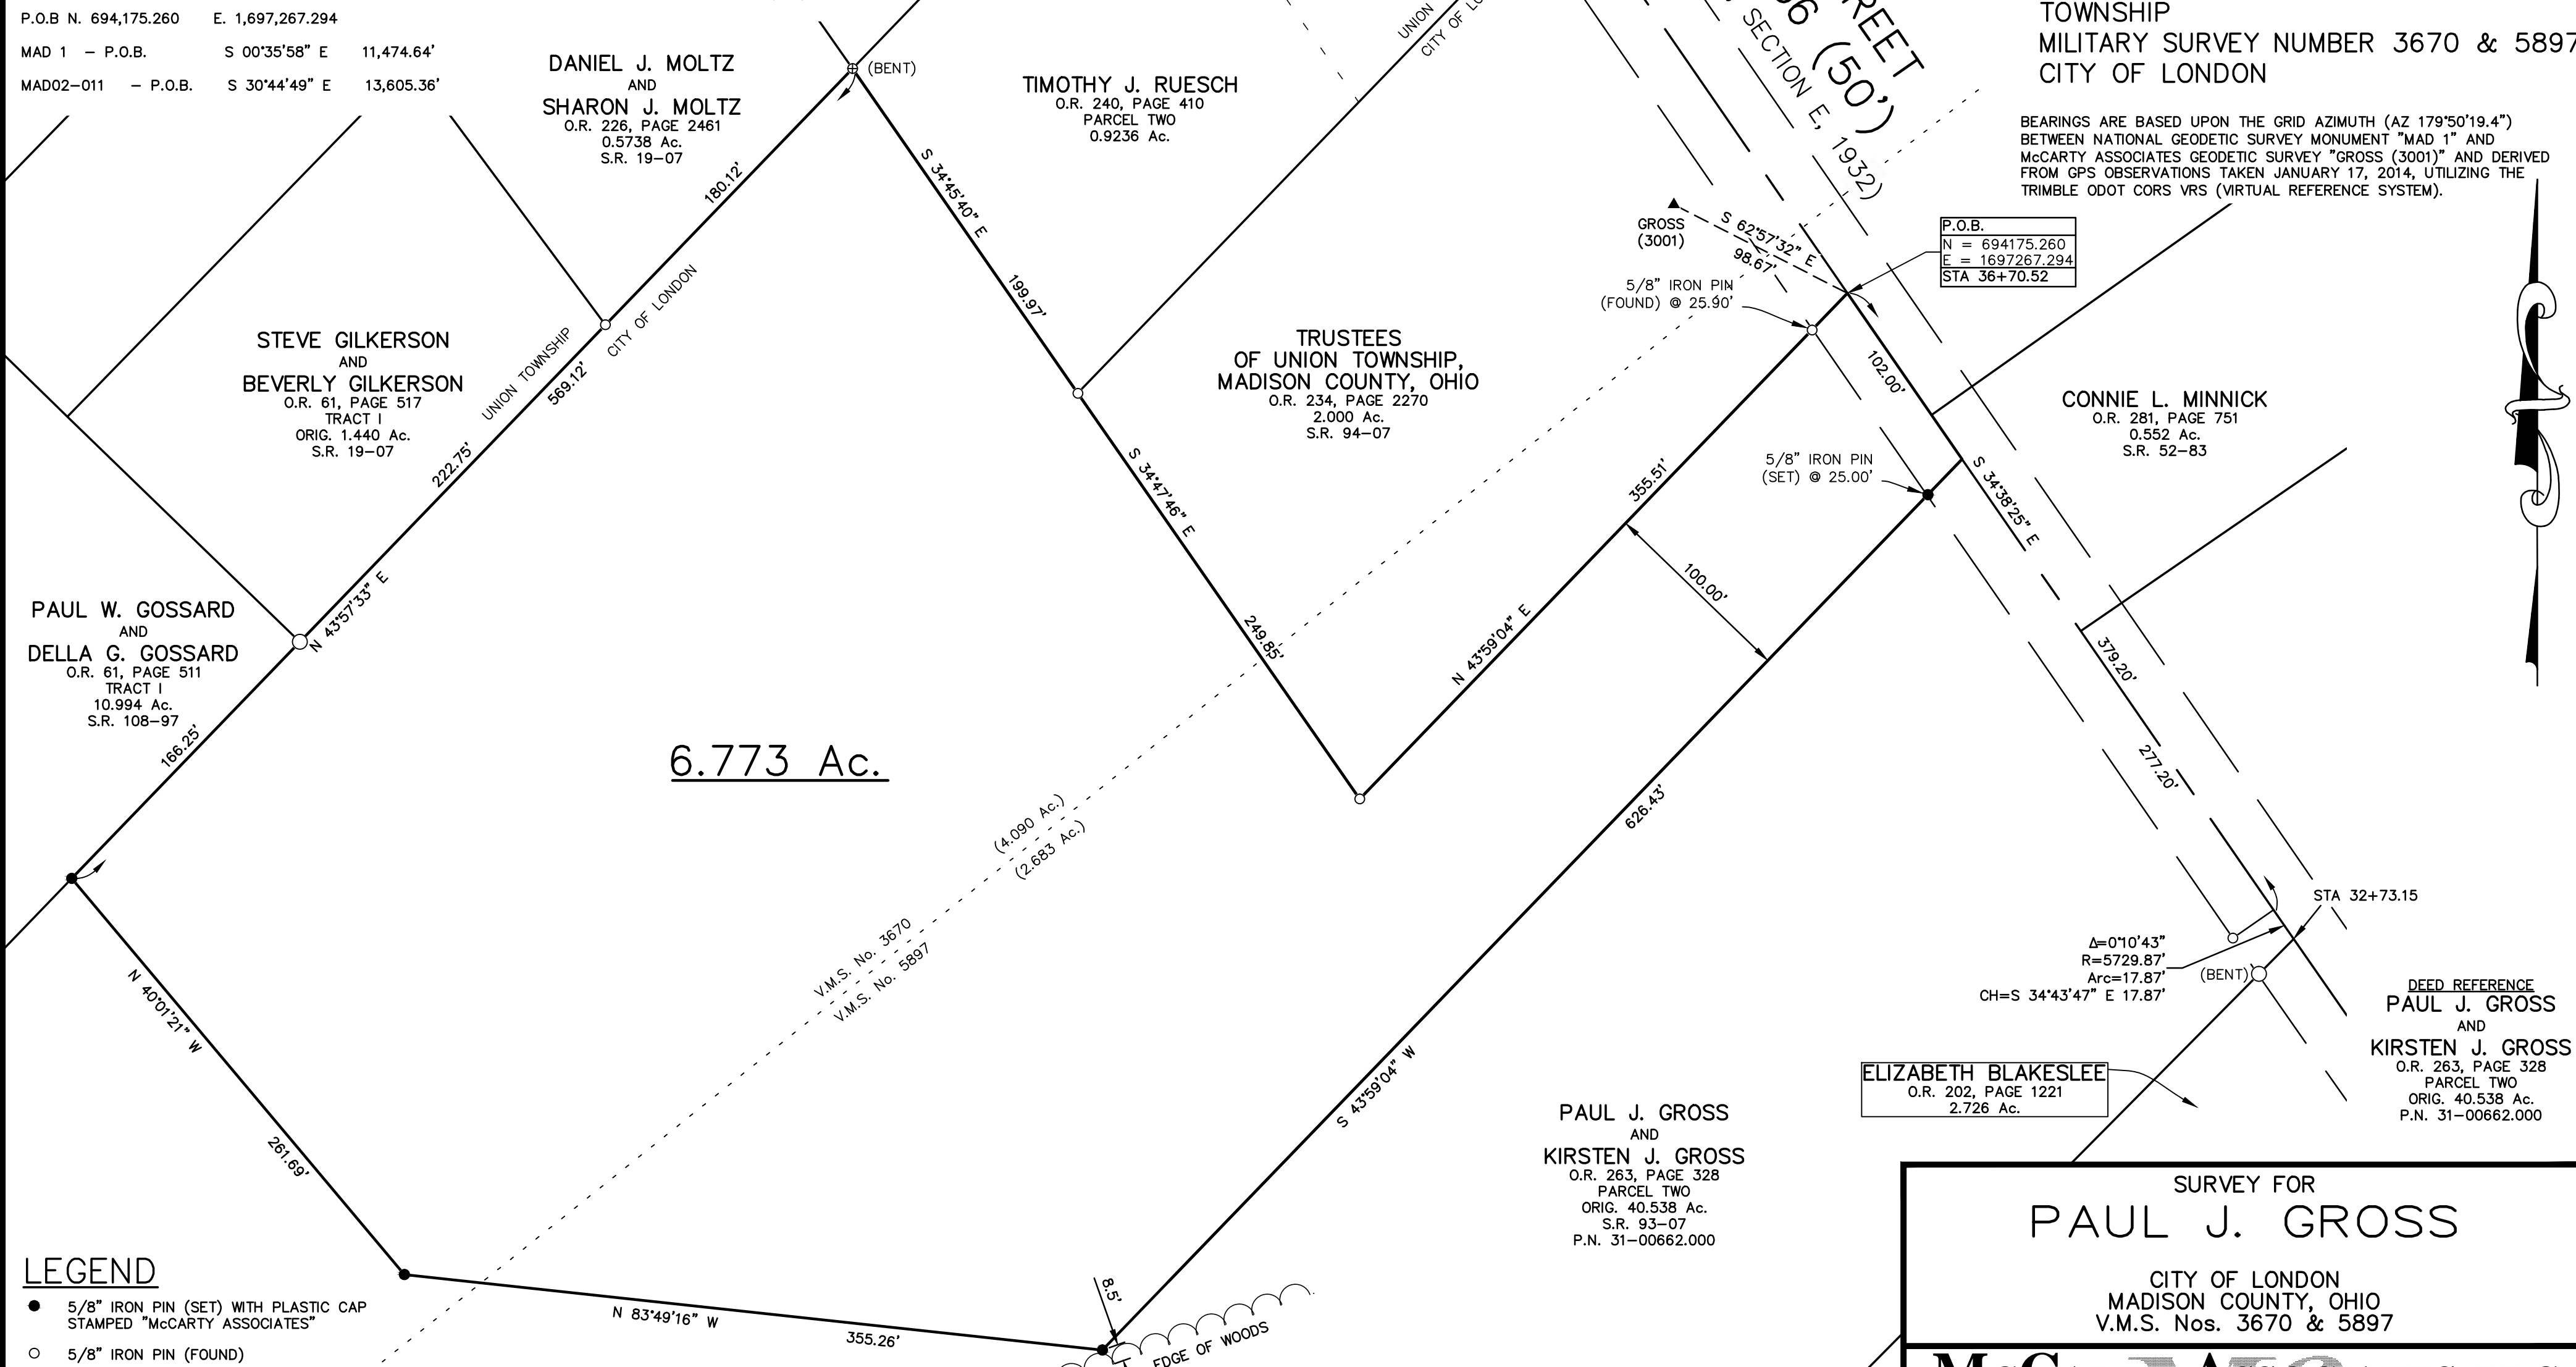 P.O.B N. 694,175.260 E. 1,697,267.294
MAD 1 – P.O.B. S 00°35'58" E 11,474.64'
MAD02-011 – P.O.B. S 30°44'49" E 13,605.36'
DANIEL J. MOLTZ
AND
SHARON J. MOLTZ
O.R. 226, PAGE 2461
0.5738 Ac.
S.R. 19-07
180.12'
(BENT)
TIMOTHY J. RUESCH
O.R. 240, PAGE 410
PARCEL TWO
0.9236 Ac.
UNION
CITY OF
(50')
SECTION E, 1932)
TOWNSHIP
MILITARY SURVEY NUMBER 3670 & 5897
CITY OF LONDON
BEARINGS ARE BASED UPON THE GRID AZIMUTH (AZ 179°50'19.4")
BETWEEN NATIONAL GEODETIC SURVEY MONUMENT "MAD 1" AND
McCARTY ASSOCIATES GEODETIC SURVEY "GROSS (3001)" AND DERIVED
FROM GPS OBSERVATIONS TAKEN JANUARY 17, 2014, UTILIZING THE
TRIMBLE ODOT CORS VRS (VIRTUAL REFERENCE SYSTEM).
S 34°45'40" E
199.97'
GROSS
(3001)
S 62°57'32" E
98.67'
P.O.B.
N = 694175.260
E = 1697267.294
STA 36+70.52
5/8" IRON PIN
(FOUND) @ 25.90'
STEVE GILKERSON
AND
BEVERLY GILKERSON
O.R. 61, PAGE 517
TRACT I
ORIG. 1.440 Ac.
S.R. 19-07
UNION TOWNSHIP
CITY OF LONDON
569.12'
222.75'
TRUSTEES
OF UNION TOWNSHIP,
MADISON COUNTY, OHIO
O.R. 234, PAGE 2270
2.000 Ac.
S.R. 94-07
102.00'
CONNIE L. MINNICK
O.R. 281, PAGE 751
0.552 Ac.
S.R. 52-83
S 34°47'46" E
249.85'
355.51'
5/8" IRON PIN
(SET) @ 25.00'
S 34°38'25" E
100.00'
N 43°59'04" E
N 43°57'33" E
PAUL W. GOSSARD
AND
DELLA G. GOSSARD
O.R. 61, PAGE 511
TRACT I
10.994 Ac.
S.R. 108-97
166.25'
6.773 Ac.
379.20'
277.20'
626.43'
(4.090 Ac.)
(2.683 Ac.)
V.M.S. No. 3670
V.M.S. No. 5897
STA 32+73.15
Δ=0°10'43"
R=5729.87'
Arc=17.87'
CH=S 34°43'47" E 17.87'
(BENT)
N 40°01'21" W
261.69'
S 43°59'04" W
DEED REFERENCE
PAUL J. GROSS
AND
KIRSTEN J. GROSS
O.R. 263, PAGE 328
PARCEL TWO
ORIG. 40.538 Ac.
P.N. 31-00662.000
ELIZABETH BLAKESLEE
O.R. 202, PAGE 1221
2.726 Ac.
PAUL J. GROSS
AND
KIRSTEN J. GROSS
O.R. 263, PAGE 328
PARCEL TWO
ORIG. 40.538 Ac.
S.R. 93-07
P.N. 31-00662.000
LEGEND
5/8" IRON PIN (SET) WITH PLASTIC CAP
STAMPED "McCARTY ASSOCIATES"
5/8" IRON PIN (FOUND)
N 83°49'16" W
355.26'
8.5'
EDGE OF WOODS
SURVEY FOR
PAUL J. GROSS
CITY OF LONDON
MADISON COUNTY, OHIO
V.M.S. Nos. 3670 & 5897